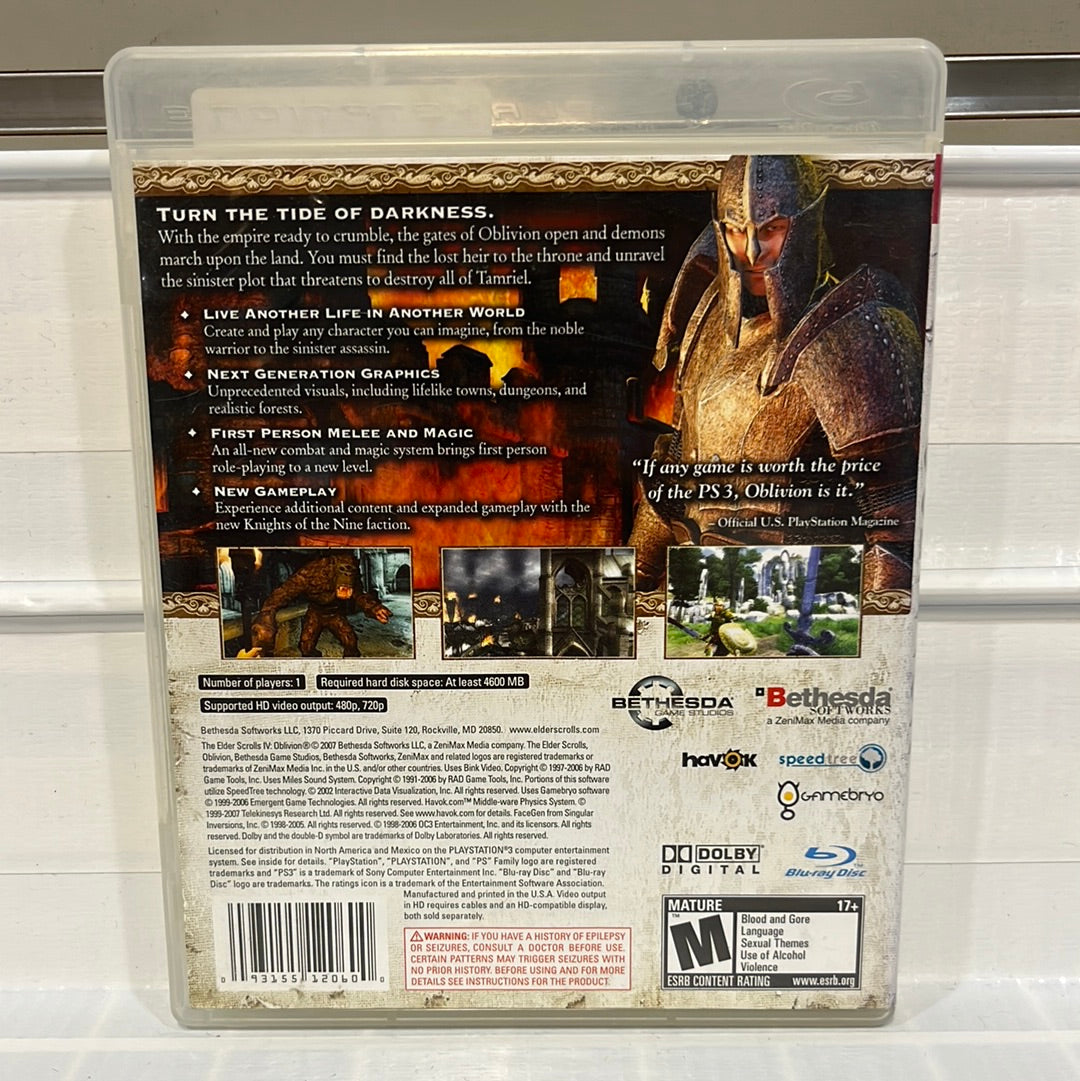 TURN THE TIDE OF DARKNESS.
With the empire ready to crumble, the gates of Oblivion open and demons
march upon the land. You must find the lost heir to the throne and unravel
the sinister plot that threatens to destroy all of Tamriel.
LIVE ANOTHER LIFE IN ANOTHER WORLD
Create and play any character you can imagine, from the noble
warrior to the sinister assassin.
NEXT GENERATION GRAPHICS
Unprecedented visuals, including lifelike towns, dungeons, and
realistic forests.
FIRST PERSON MELEE AND MAGIC
An all-new combat and magic system brings first person
role-playing to a new level.
NEW GAMEPLAY
Experience additional content and expanded gameplay with the
new Knights of the Nine faction.
“If any game is worth the price
of the PS3, Oblivion is it.”
– Official U.S. PlayStation Magazine
Number of players: 1
Required hard disk space: At least 4600 MB
Supported HD video output: 480p, 720p
BETHESDA
GAME STUDIOS
Bethesda
SOFTWORKS
a ZeniMax Media company
Bethesda Softworks LLC, 1370 Piccard Drive, Suite 120, Rockville, MD 20850. www.elderscrolls.com
The Elder Scrolls IV: Oblivion® © 2007 Bethesda Softworks LLC, a ZeniMax Media company. The Elder Scrolls,
Oblivion, Bethesda Game Studios, Bethesda Softworks, ZeniMax and related logos are registered trademarks or
trademarks of ZeniMax Media Inc. in the U.S. and/or other countries. Uses Bink Video. Copyright © 1997-2006 by RAD
Game Tools, Inc. Uses Miles Sound System. Copyright © 1991-2006 by RAD Game Tools, Inc. Portions of this software
utilize SpeedTree technology. © 2002 Interactive Data Visualization, Inc. All rights reserved. Uses Gamebryo software
© 1999-2006 Emergent Game Technologies. All rights reserved. Havok.com™ Middle-ware Physics System. ©
1999-2007 Telekinesys Research Ltd. All rights reserved. See www.havok.com for details. FaceGen from Singular
Inversions, Inc. © 1998-2005. All rights reserved. © 1998-2006 OC3 Entertainment, Inc. and its licensors. All rights
reserved. Dolby and the double-D symbol are trademarks of Dolby Laboratories. All rights reserved.
havok
speedtree
GAMEBRYO
Licensed for distribution in North America and Mexico on the PLAYSTATION®3 computer entertainment
system. See inside for details. "PlayStation", "PLAYSTATION", and "PS" Family logo are registered
trademarks and "PS3" is a trademark of Sony Computer Entertainment Inc. "Blu-ray Disc" and "Blu-ray
Disc" logo are trademarks. The ratings icon is a trademark of the Entertainment Software Association.
Manufactured and printed in the U.S.A. Video output
in HD requires cables and an HD-compatible display,
both sold separately.
DOLBY
DIGITAL
Blu-ray Disc
WARNING: IF YOU HAVE A HISTORY OF EPILEPSY
OR SEIZURES, CONSULT A DOCTOR BEFORE USE.
CERTAIN PATTERNS MAY TRIGGER SEIZURES WITH
NO PRIOR HISTORY. BEFORE USING AND FOR MORE
DETAILS SEE INSTRUCTIONS FOR THE PRODUCT.
0 93155 12060 0
MATURE 17+
M
Blood and Gore
Language
Sexual Themes
Use of Alcohol
Violence
ESRB CONTENT RATING www.esrb.org